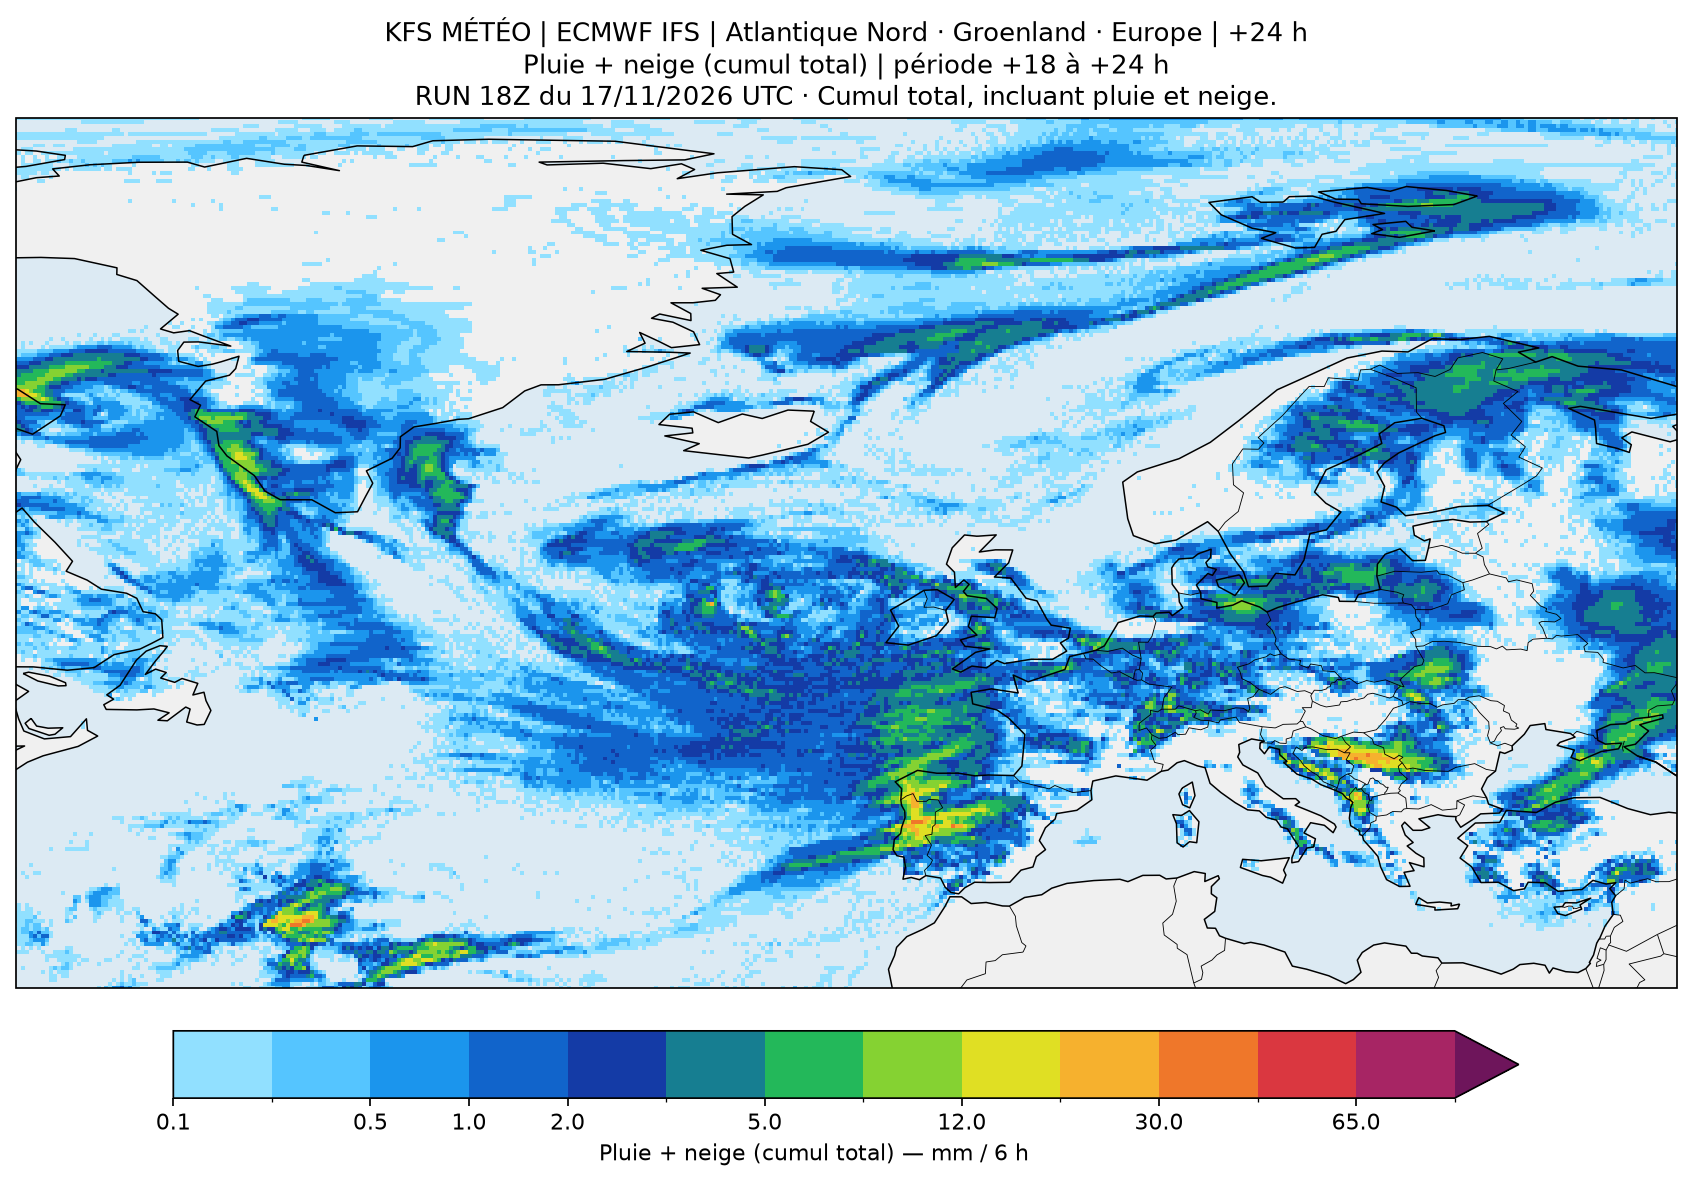 KFS MÉTÉO | ECMWF IFS | Atlantique Nord · Groenland · Europe | +24 h
Pluie + neige (cumul total) | période +18 à +24 h
RUN 18Z du 17/11/2026 UTC · Cumul total, incluant pluie et neige.
0.1 0.5 1.0 2.0 5.0 12.0 30.0 65.0
Pluie + neige (cumul total) — mm / 6 h